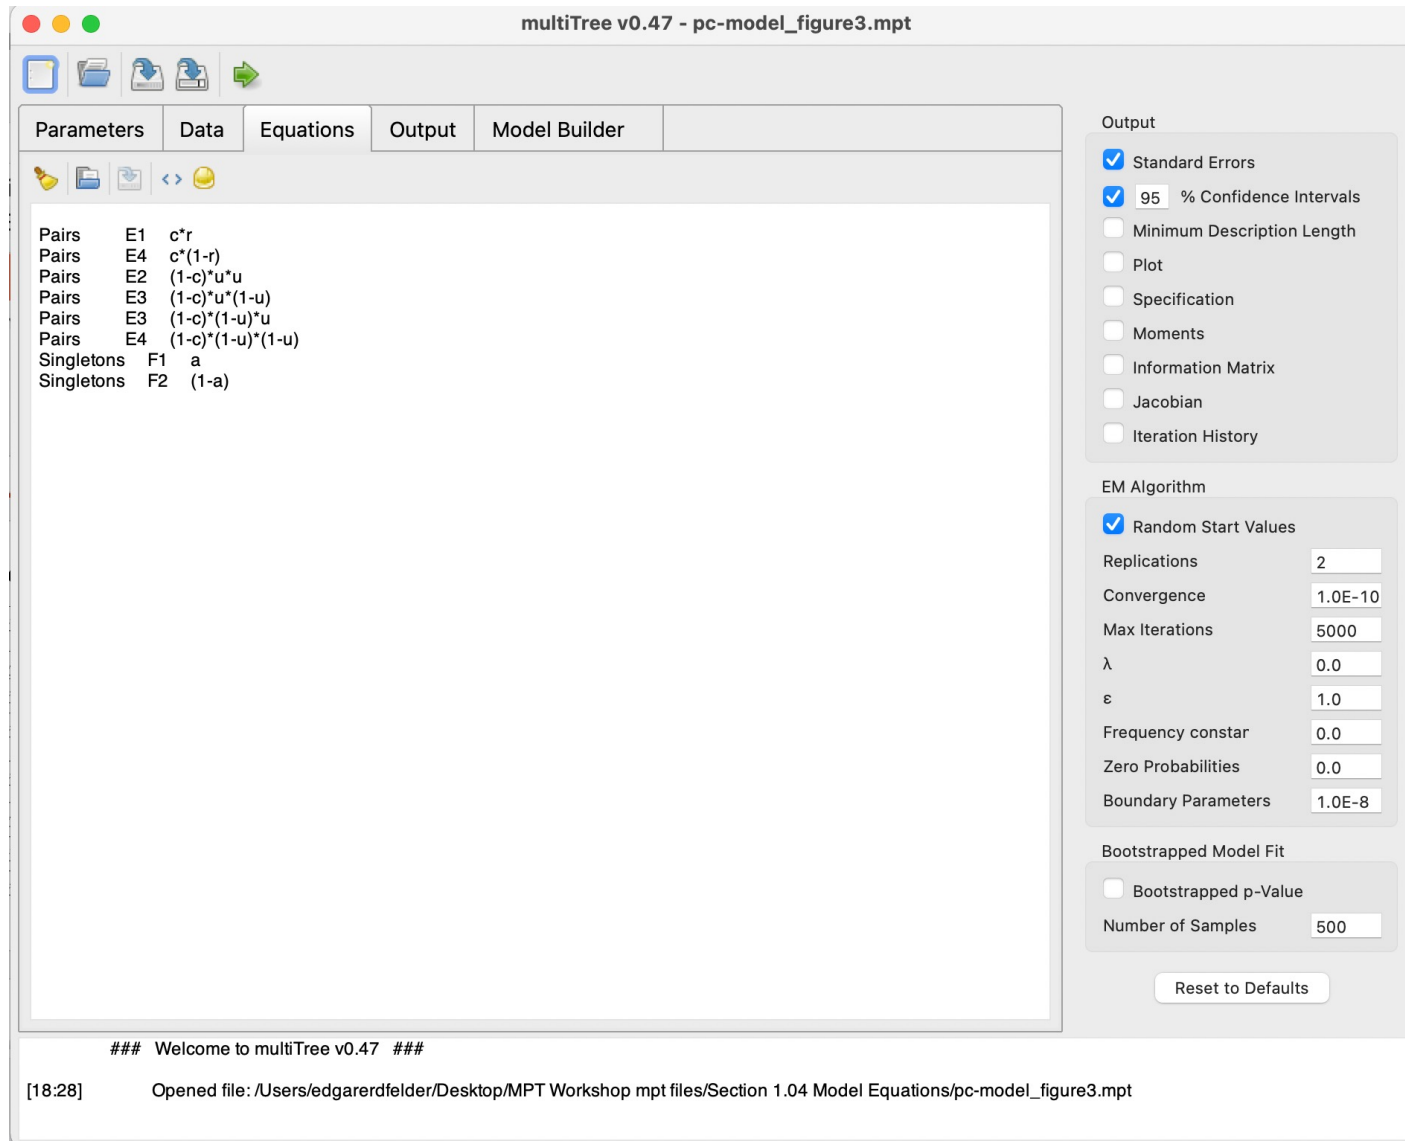 multiTree v0.47 - pc-model_figure3.mpt
Parameters Data Equations Output Model Builder
Pairs E1 c*r
Pairs E4 c*(1-r)
Pairs E2 (1-c)*u*u
Pairs E3 (1-c)*u*(1-u)
Pairs E3 (1-c)*(1-u)*u
Pairs E4 (1-c)*(1-u)*(1-u)
Singletons F1 a
Singletons F2 (1-a)
Output
Standard Errors
95 % Confidence Intervals
Minimum Description Length
Plot
Specification
Moments
Information Matrix
Jacobian
Iteration History
EM Algorithm
Random Start Values
Replications 2
Convergence 1.0E-10
Max Iterations 5000
λ 0.0
ε 1.0
Frequency constar 0.0
Zero Probabilities 0.0
Boundary Parameters 1.0E-8
Bootstrapped Model Fit
Bootstrapped p-Value
Number of Samples 500
Reset to Defaults
### Welcome to multiTree v0.47 ###
[18:28] Opened file: /Users/edgarerdfelder/Desktop/MPT Workshop mpt files/Section 1.04 Model Equations/pc-model_figure3.mpt